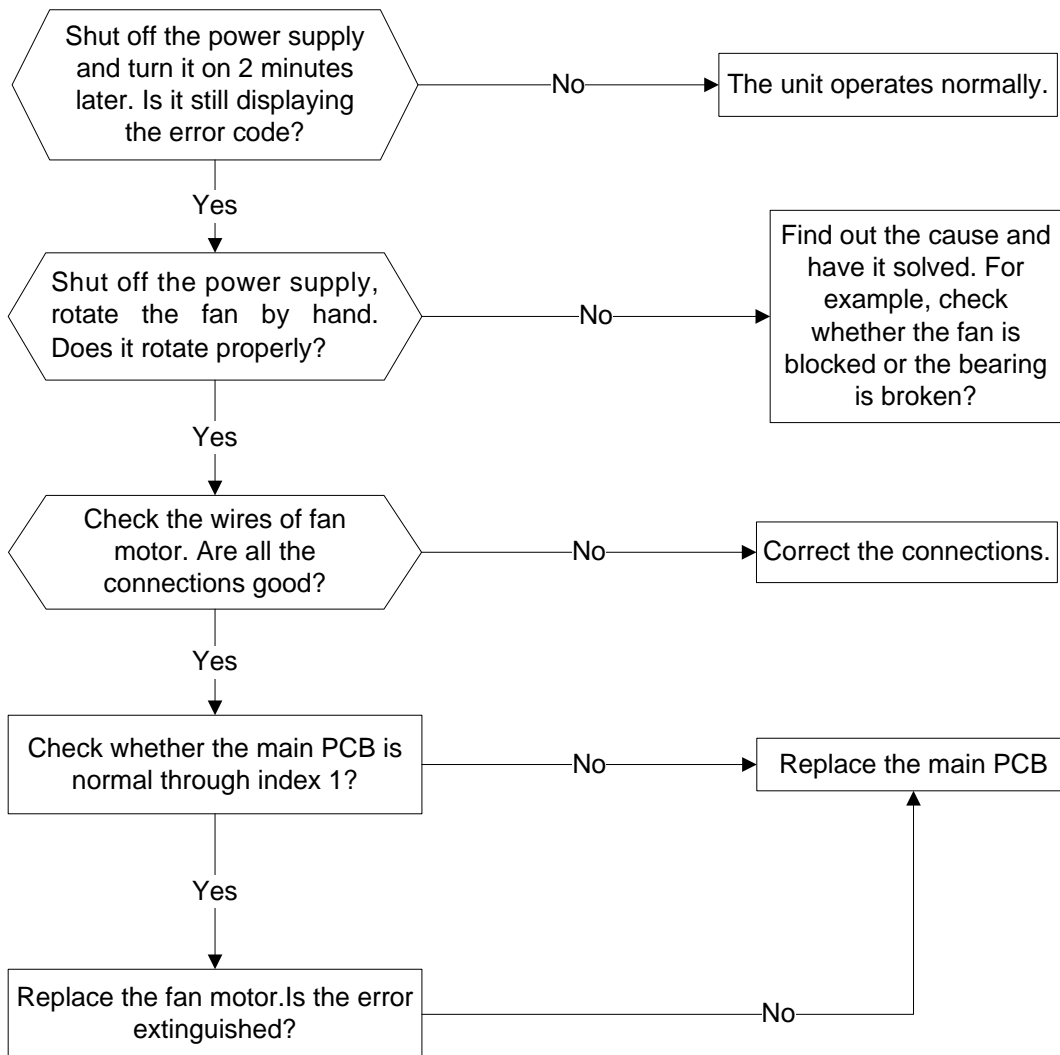 Shut off the power supply
and turn it on 2 minutes
later. Is it still displaying
the error code?
No
The unit operates normally.
Yes
Shut off the power supply,
rotate the fan by hand.
Does it rotate properly?
No
Find out the cause and
have it solved. For
example, check
whether the fan is
blocked or the bearing
is broken?
Yes
Check the wires of fan
motor. Are all the
connections good?
No
Correct the connections.
Yes
Check whether the main PCB is
normal through index 1?
No
Replace the main PCB
Yes
Replace the fan motor.Is the error
extinguished?
No